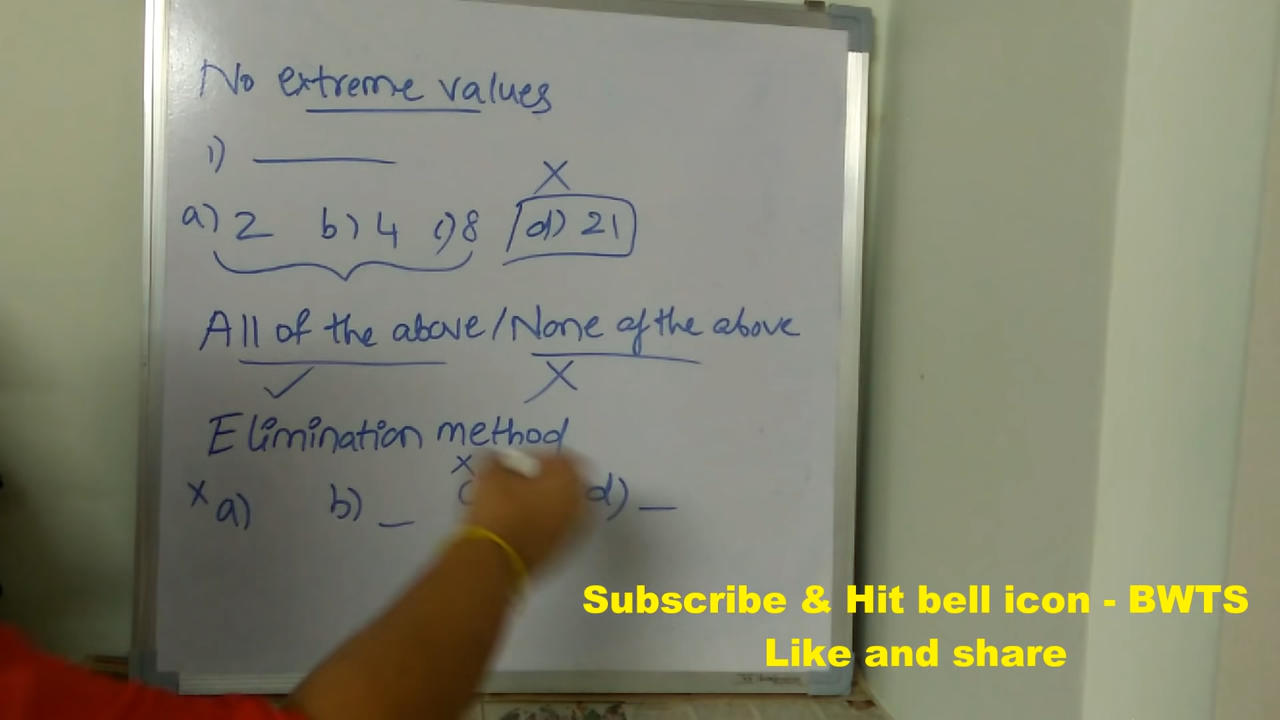 No extreme values
1)
X
a) 2 b) 4 c) 8 d) 21
All of the above / None of the above
X
Elimination method
x
x a) b) _ d) _
Subscribe & Hit bell icon - BWTS
Like and share